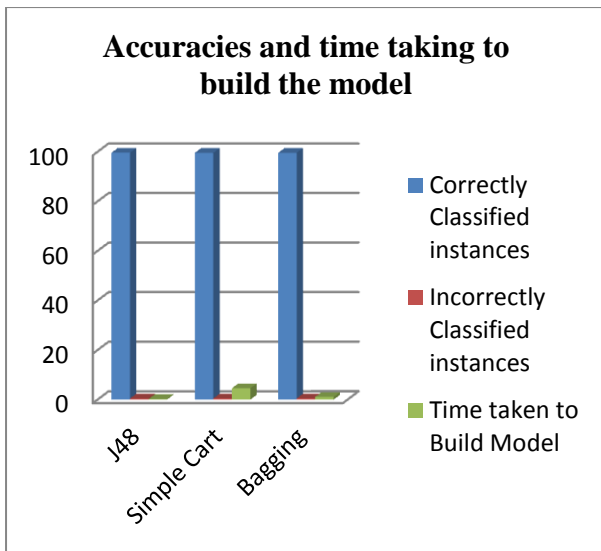 Accuracies and time taking to
build the model
100
80
60
40
20
0
J48
Simple Cart
Bagging
Correctly
Classified
instances
Incorrectly
Classified
instances
Time taken to
Build Model